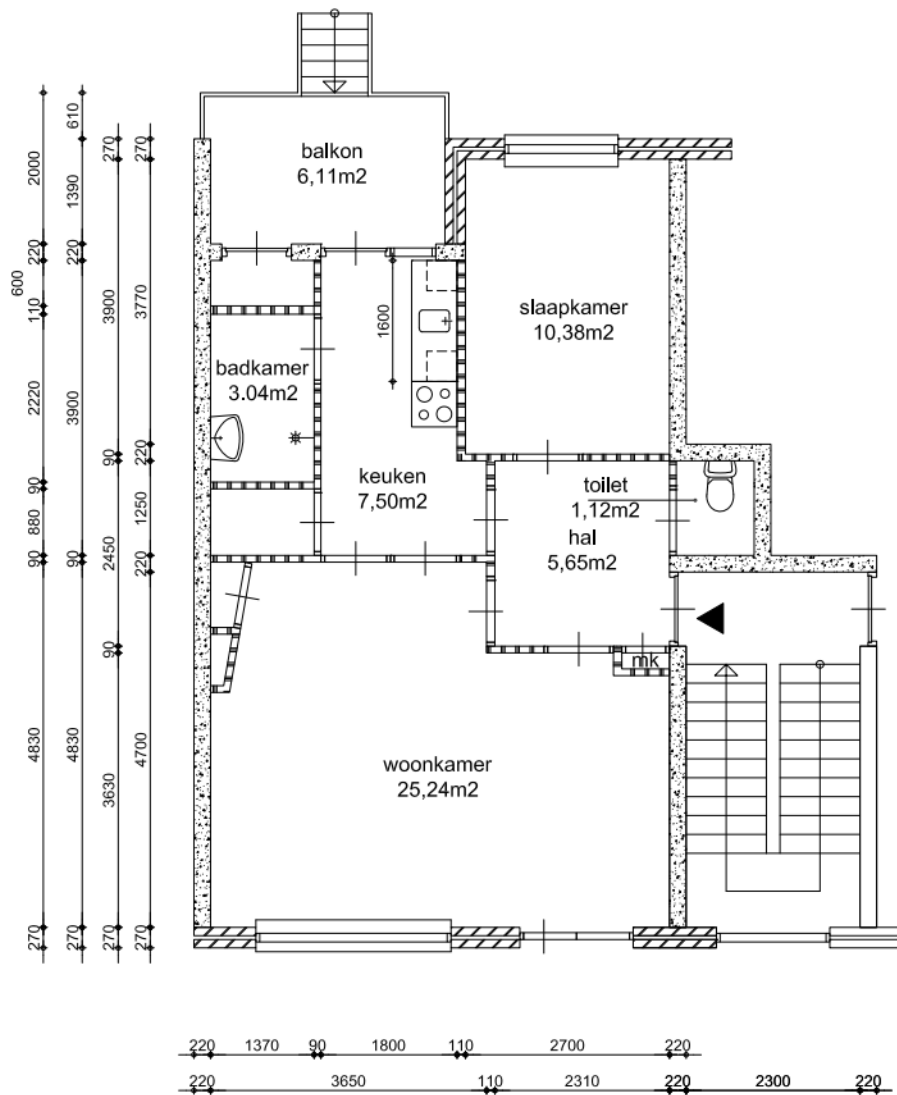 balkon
6,11m2
slaapkamer
10,38m2
badkamer
3.04m2
1600
keuken
7,50m2
toilet
1,12m2
hal
5,65m2
mk
woonkamer
25,24m2
2000
220
600
110
2220
90
880
90
4830
270
610
1390
220
3900
90
4830
270
270
3900
90
2450
90
3630
270
270
3770
220
1250
220
4700
270
220 1370 90 1800 110 2700 220
220 3650 110 2310 220 2300 220